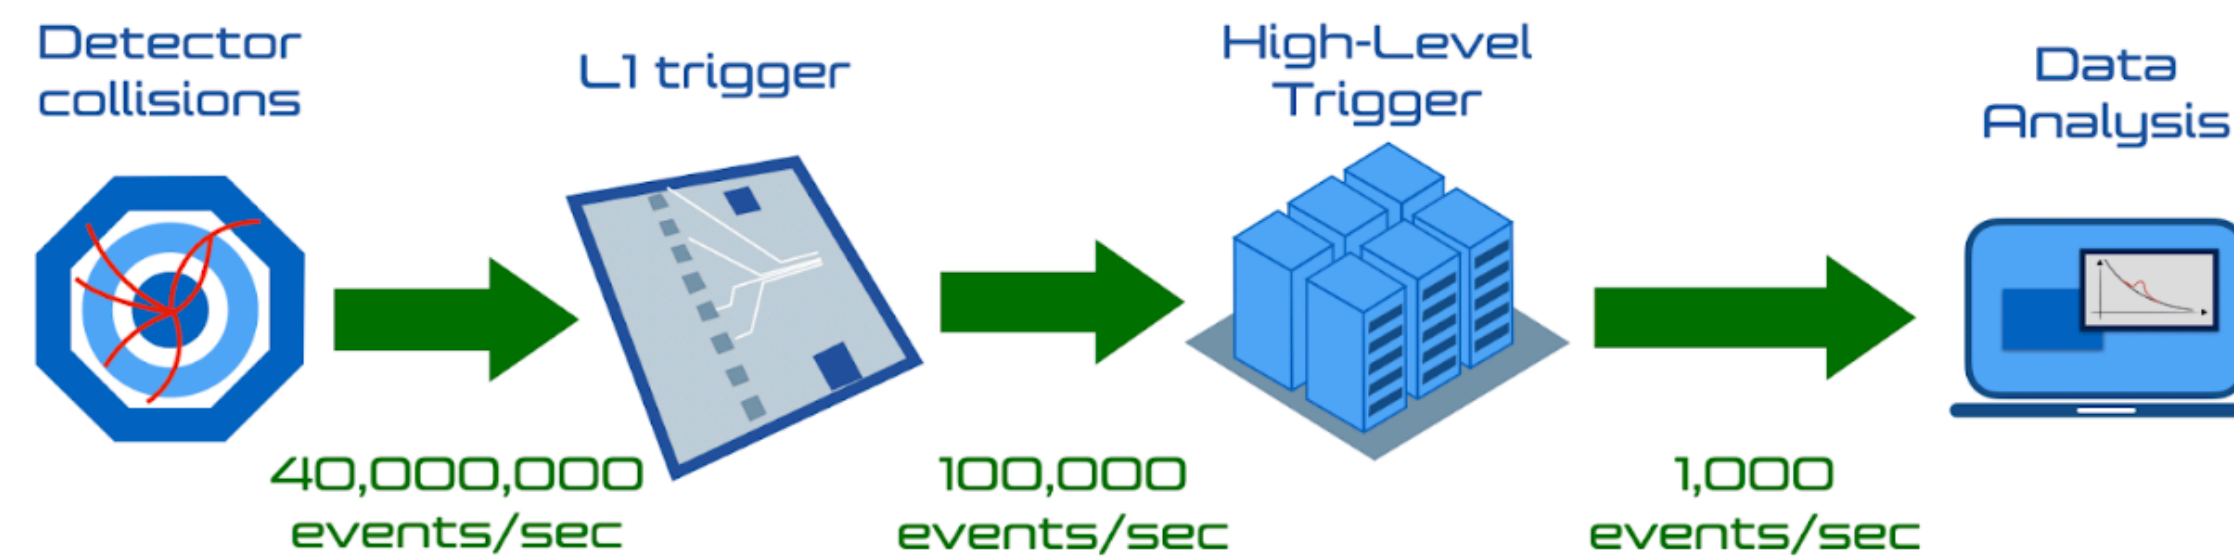 Detector
collisions
L1 trigger
High-Level
Trigger
Data
Analysis
40,000,000
events/sec
100,000
events/sec
1,000
events/sec